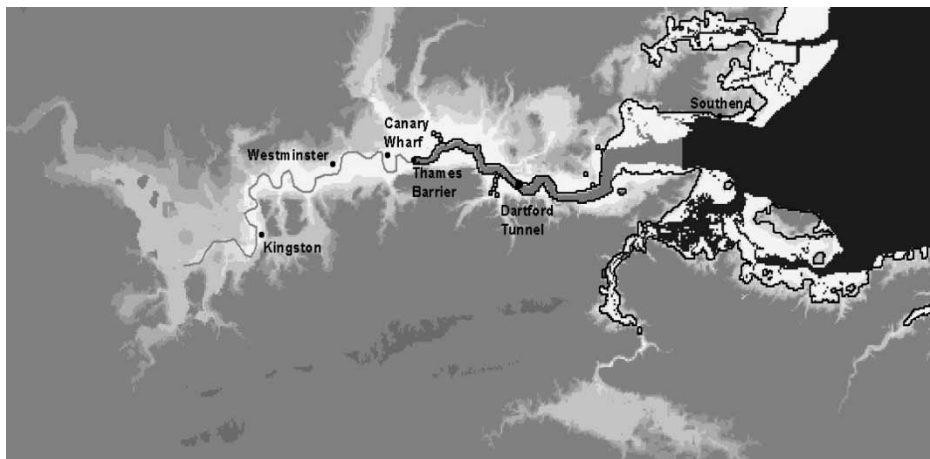 Southend
Canary
Wharf
Westminster
Thames
Barrier
Dartford
Tunnel
Kingston